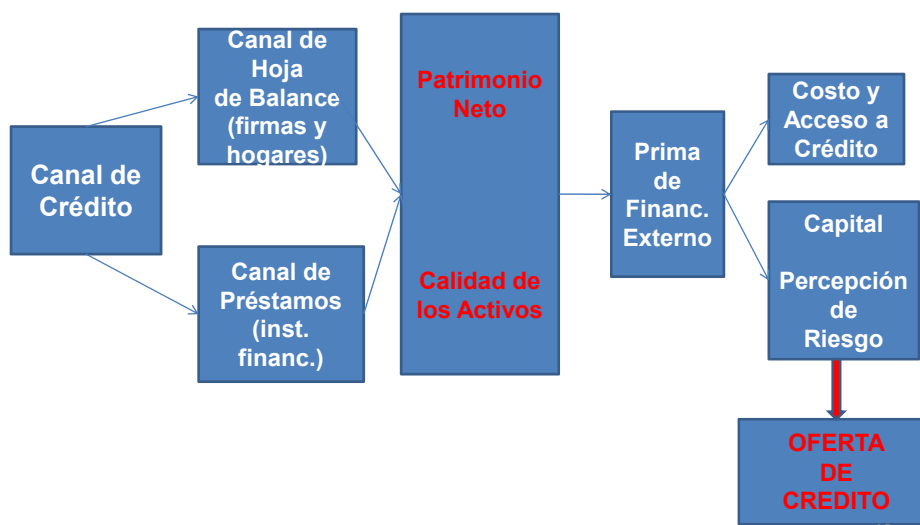 Canal de
Crédito
Canal de
Hoja
de Balance
(firmas y
hogares)
Canal de
Préstamos
(inst.
financ.)
Patrimonio
Neto
Calidad de
los Activos
Prima
de
Financ.
Externo
Costo y
Acceso a
Crédito
Capital
Percepción
de
Riesgo
OFERTA
DE
CREDITO